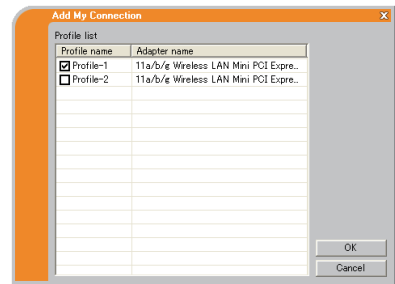 Add My Connection
x
Profile list
Profile name Adapter name
Profile-1 11a/b/g Wireless LAN Mini PCI Expre...
Profile-2 11a/b/g Wireless LAN Mini PCI Expre...
OK
Cancel